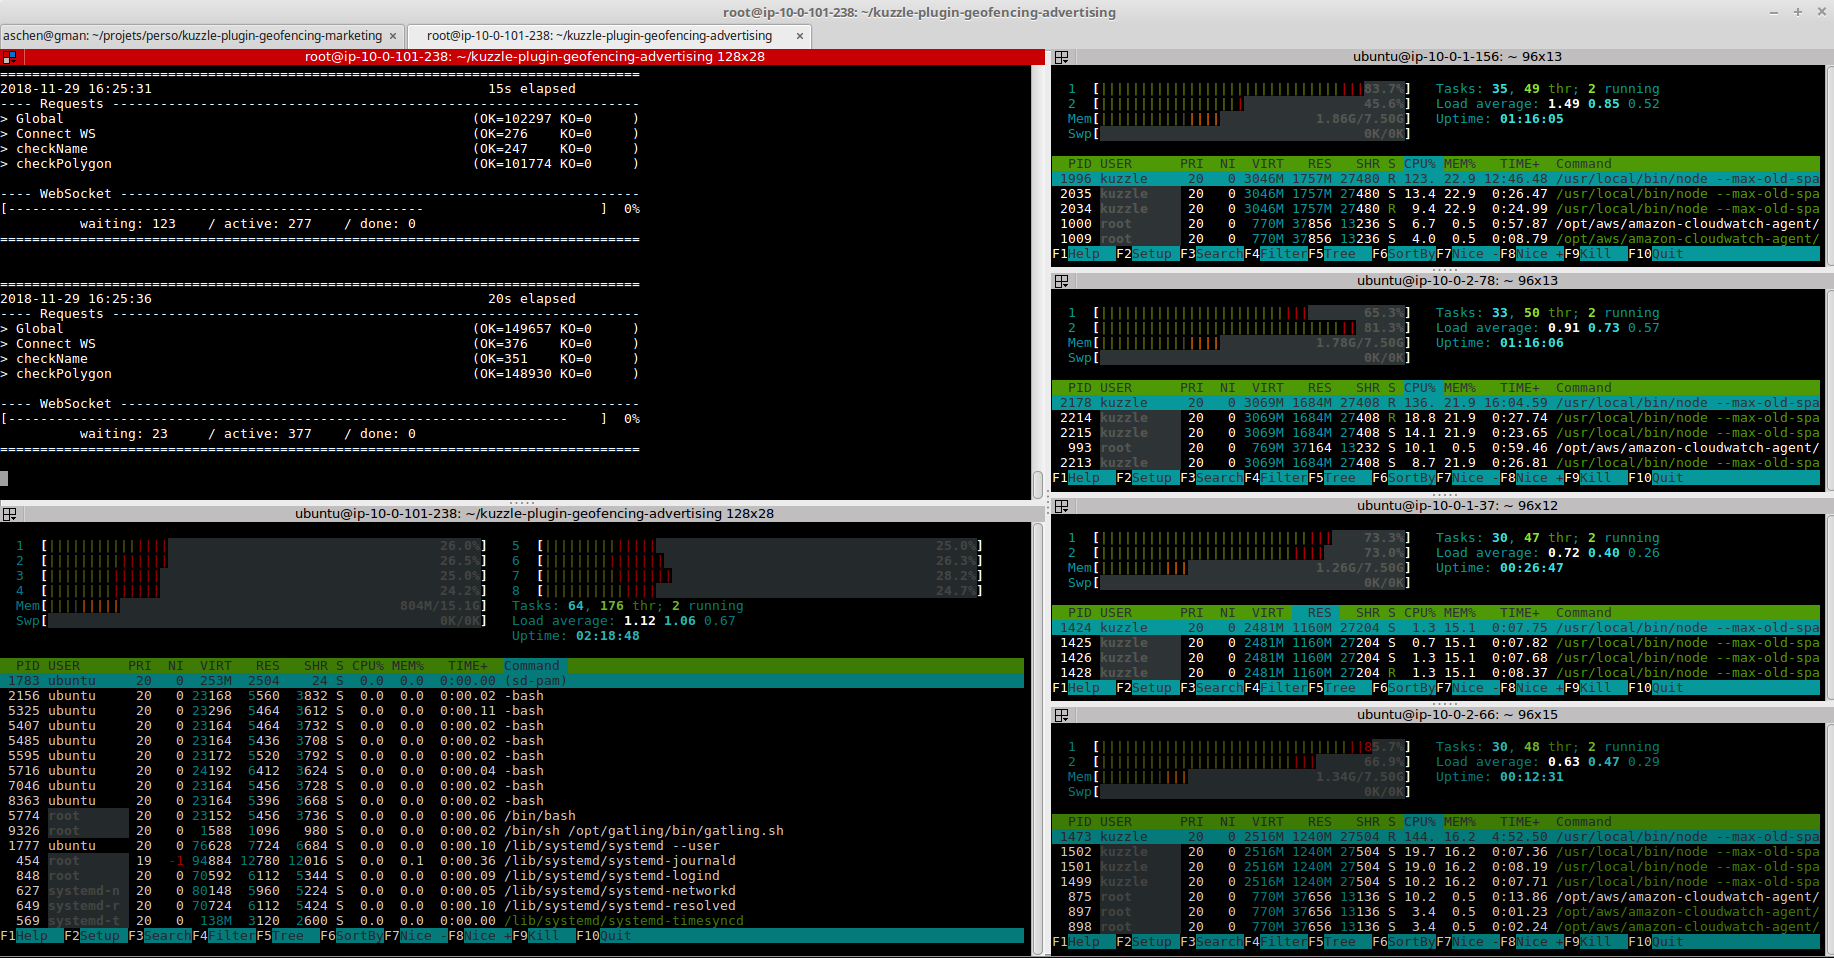 root@ip-10-0-101-238: ~/kuzzle-plugin-geofencing-advertising
aschen@gman: ~/projets/perso/kuzzle-plugin-geofencing-marketing ×
root@ip-10-0-101-238: ~/kuzzle-plugin-geofencing-advertising ×
root@ip-10-0-101-238: ~/kuzzle-plugin-geofencing-advertising 128x28
================================================================================
2018-11-29 16:25:31                                          15s elapsed
---- Requests ------------------------------------------------------------------
> Global                                                   (OK=102297 KO=0     )
> Connect WS                                               (OK=276    KO=0     )
> checkName                                                (OK=247    KO=0     )
> checkPolygon                                             (OK=101774 KO=0     )
---- WebSocket -----------------------------------------------------------------
[----------------------------------------------------                      ]  0%
          waiting: 123    / active: 277    / done: 0
================================================================================
================================================================================
2018-11-29 16:25:36                                          20s elapsed
---- Requests ------------------------------------------------------------------
> Global                                                   (OK=149657 KO=0     )
> Connect WS                                               (OK=376    KO=0     )
> checkName                                                (OK=351    KO=0     )
> checkPolygon                                             (OK=148930 KO=0     )
---- WebSocket -----------------------------------------------------------------
[----------------------------------------------------------------------    ]  0%
          waiting: 23     / active: 377    / done: 0
================================================================================
ubuntu@ip-10-0-101-238: ~/kuzzle-plugin-geofencing-advertising 128x28
1 [26.0%] 5 [25.0%]
2 [26.5%] 6 [26.3%]
3 [25.0%] 7 [28.2%]
4 [24.2%] 8 [24.7%]
Mem[804M/15.1G] Tasks: 64, 176 thr; 2 running
Swp[0K/0K] Load average: 1.12 1.06 0.67
Uptime: 02:18:48
PID USER PRI NI VIRT RES SHR S CPU% MEM% TIME+ Command
1783 ubuntu 20 0 253M 2504 24 S 0.0 0.0 0:00.00 (sd-pam)
2156 ubuntu 20 0 23168 5560 3832 S 0.0 0.0 0:00.02 -bash
5325 ubuntu 20 0 23296 5464 3612 S 0.0 0.0 0:00.11 -bash
5407 ubuntu 20 0 23164 5464 3732 S 0.0 0.0 0:00.02 -bash
5485 ubuntu 20 0 23164 5436 3708 S 0.0 0.0 0:00.02 -bash
5595 ubuntu 20 0 23172 5520 3792 S 0.0 0.0 0:00.02 -bash
5716 ubuntu 20 0 24192 6412 3624 S 0.0 0.0 0:00.04 -bash
7046 ubuntu 20 0 23164 5456 3728 S 0.0 0.0 0:00.02 -bash
8363 ubuntu 20 0 23164 5396 3668 S 0.0 0.0 0:00.02 -bash
5774 root 20 0 23152 5456 3736 S 0.0 0.0 0:00.06 /bin/bash
9326 root 20 0 1588 1096 980 S 0.0 0.0 0:00.02 /bin/sh /opt/gatling/bin/gatling.sh
1777 ubuntu 20 0 76628 7724 6684 S 0.0 0.0 0:00.10 /lib/systemd/systemd --user
454 root 19 -1 94884 12780 12016 S 0.0 0.1 0:00.36 /lib/systemd/systemd-journald
848 root 20 0 70592 6112 5344 S 0.0 0.0 0:00.09 /lib/systemd/systemd-logind
627 systemd-n 20 0 80148 5960 5224 S 0.0 0.0 0:00.05 /lib/systemd/systemd-networkd
649 systemd-r 20 0 70724 6112 5424 S 0.0 0.0 0:00.10 /lib/systemd/systemd-resolved
569 systemd-t 20 0 138M 3120 2600 S 0.0 0.0 0:00.00 /lib/systemd/systemd-timesyncd
F1Help F2Setup F3SearchF4FilterF5Tree F6SortByF7Nice -F8Nice +F9Kill F10Quit
ubuntu@ip-10-0-1-156: ~ 96x13
1 [83.7%] Tasks: 35, 49 thr; 2 running
2 [45.6%] Load average: 1.49 0.85 0.52
Mem[1.86G/7.50G] Uptime: 01:16:05
Swp[0K/0K]
PID USER PRI NI VIRT RES SHR S CPU% MEM% TIME+ Command
1996 kuzzle 20 0 3046M 1757M 27480 R 123. 22.9 12:46.48 /usr/local/bin/node --max-old-spa
2035 kuzzle 20 0 3046M 1757M 27480 S 13.4 22.9 0:26.47 /usr/local/bin/node --max-old-spa
2034 kuzzle 20 0 3046M 1757M 27480 R 9.4 22.9 0:24.99 /usr/local/bin/node --max-old-spa
1000 root 20 0 770M 37856 13236 S 6.7 0.5 0:57.87 /opt/aws/amazon-cloudwatch-agent/
1009 root 20 0 770M 37856 13236 S 4.0 0.5 0:08.79 /opt/aws/amazon-cloudwatch-agent/
F1Help F2Setup F3SearchF4FilterF5Tree F6SortByF7Nice -F8Nice +F9Kill F10Quit
ubuntu@ip-10-0-2-78: ~ 96x13
1 [65.3%] Tasks: 33, 50 thr; 2 running
2 [81.3%] Load average: 0.91 0.73 0.57
Mem[1.78G/7.50G] Uptime: 01:16:06
Swp[0K/0K]
PID USER PRI NI VIRT RES SHR S CPU% MEM% TIME+ Command
2178 kuzzle 20 0 3069M 1684M 27408 R 136. 21.9 16:04.59 /usr/local/bin/node --max-old-spa
2214 kuzzle 20 0 3069M 1684M 27408 R 18.8 21.9 0:27.74 /usr/local/bin/node --max-old-spa
2215 kuzzle 20 0 3069M 1684M 27408 S 14.1 21.9 0:23.65 /usr/local/bin/node --max-old-spa
993 root 20 0 769M 37164 13232 S 10.1 0.5 0:59.46 /opt/aws/amazon-cloudwatch-agent/
2213 kuzzle 20 0 3069M 1684M 27408 S 8.7 21.9 0:26.81 /usr/local/bin/node --max-old-spa
F1Help F2Setup F3SearchF4FilterF5Tree F6SortByF7Nice -F8Nice +F9Kill F10Quit
ubuntu@ip-10-0-1-37: ~ 96x12
1 [73.3%] Tasks: 30, 47 thr; 2 running
2 [73.0%] Load average: 0.72 0.40 0.26
Mem[1.26G/7.50G] Uptime: 00:26:47
Swp[0K/0K]
PID USER PRI NI VIRT RES SHR S CPU% MEM% TIME+ Command
1424 kuzzle 20 0 2481M 1160M 27204 S 1.3 15.1 0:07.75 /usr/local/bin/node --max-old-spa
1425 kuzzle 20 0 2481M 1160M 27204 S 0.7 15.1 0:07.82 /usr/local/bin/node --max-old-spa
1426 kuzzle 20 0 2481M 1160M 27204 S 1.3 15.1 0:07.68 /usr/local/bin/node --max-old-spa
1428 kuzzle 20 0 2481M 1160M 27204 R 1.3 15.1 0:08.37 /usr/local/bin/node --max-old-spa
F1Help F2Setup F3SearchF4FilterF5Tree F6SortByF7Nice -F8Nice +F9Kill F10Quit
ubuntu@ip-10-0-2-66: ~ 96x15
1 [85.7%] Tasks: 30, 48 thr; 2 running
2 [66.9%] Load average: 0.63 0.47 0.29
Mem[1.34G/7.50G] Uptime: 00:12:31
Swp[0K/0K]
PID USER PRI NI VIRT RES SHR S CPU% MEM% TIME+ Command
1473 kuzzle 20 0 2516M 1240M 27504 R 144. 16.2 4:52.50 /usr/local/bin/node --max-old-spa
1502 kuzzle 20 0 2516M 1240M 27504 S 19.7 16.2 0:07.36 /usr/local/bin/node --max-old-spa
1501 kuzzle 20 0 2516M 1240M 27504 S 19.0 16.2 0:08.19 /usr/local/bin/node --max-old-spa
1499 kuzzle 20 0 2516M 1240M 27504 S 10.2 16.2 0:07.71 /usr/local/bin/node --max-old-spa
875 root 20 0 770M 37656 13136 S 10.2 0.5 0:13.86 /opt/aws/amazon-cloudwatch-agent/
897 root 20 0 770M 37656 13136 S 3.4 0.5 0:01.23 /opt/aws/amazon-cloudwatch-agent/
898 root 20 0 770M 37656 13136 S 3.4 0.5 0:02.24 /opt/aws/amazon-cloudwatch-agent/
F1Help F2Setup F3SearchF4FilterF5Tree F6SortByF7Nice -F8Nice +F9Kill F10Quit